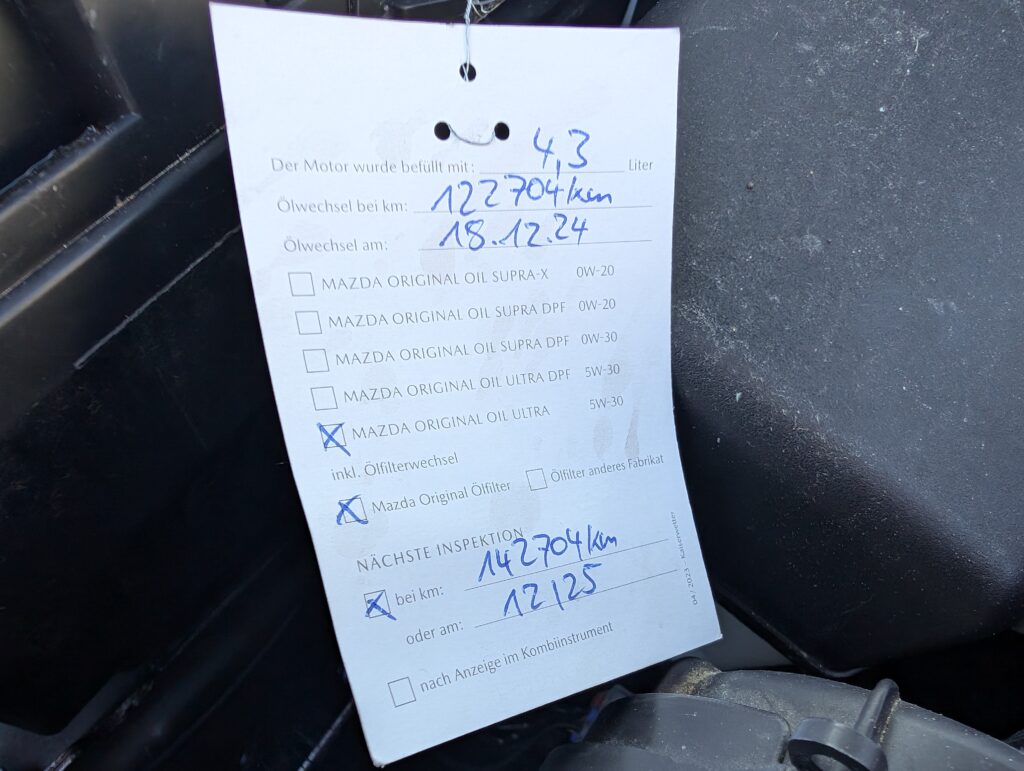 Der Motor wurde befüllt mit: 4,3 Liter
Ölwechsel bei km: 122704/km
Ölwechsel am: 18.12.24
MAZDA ORIGINAL OIL SUPRA-X 0W-20
MAZDA ORIGINAL OIL SUPRA DPF 0W-20
MAZDA ORIGINAL OIL SUPRA DPF 0W-30
MAZDA ORIGINAL OIL ULTRA DPF 5W-30
MAZDA ORIGINAL OIL ULTRA 5W-30
inkl. Ölfilterwechsel
Mazda Original Ölfilter Ölfilter anderes Fabrikat
NÄCHSTE INSPEKTION
bei km: 142704/km
oder am: 12/25
nach Anzeige im Kombiinstrument
04 / 2023 –